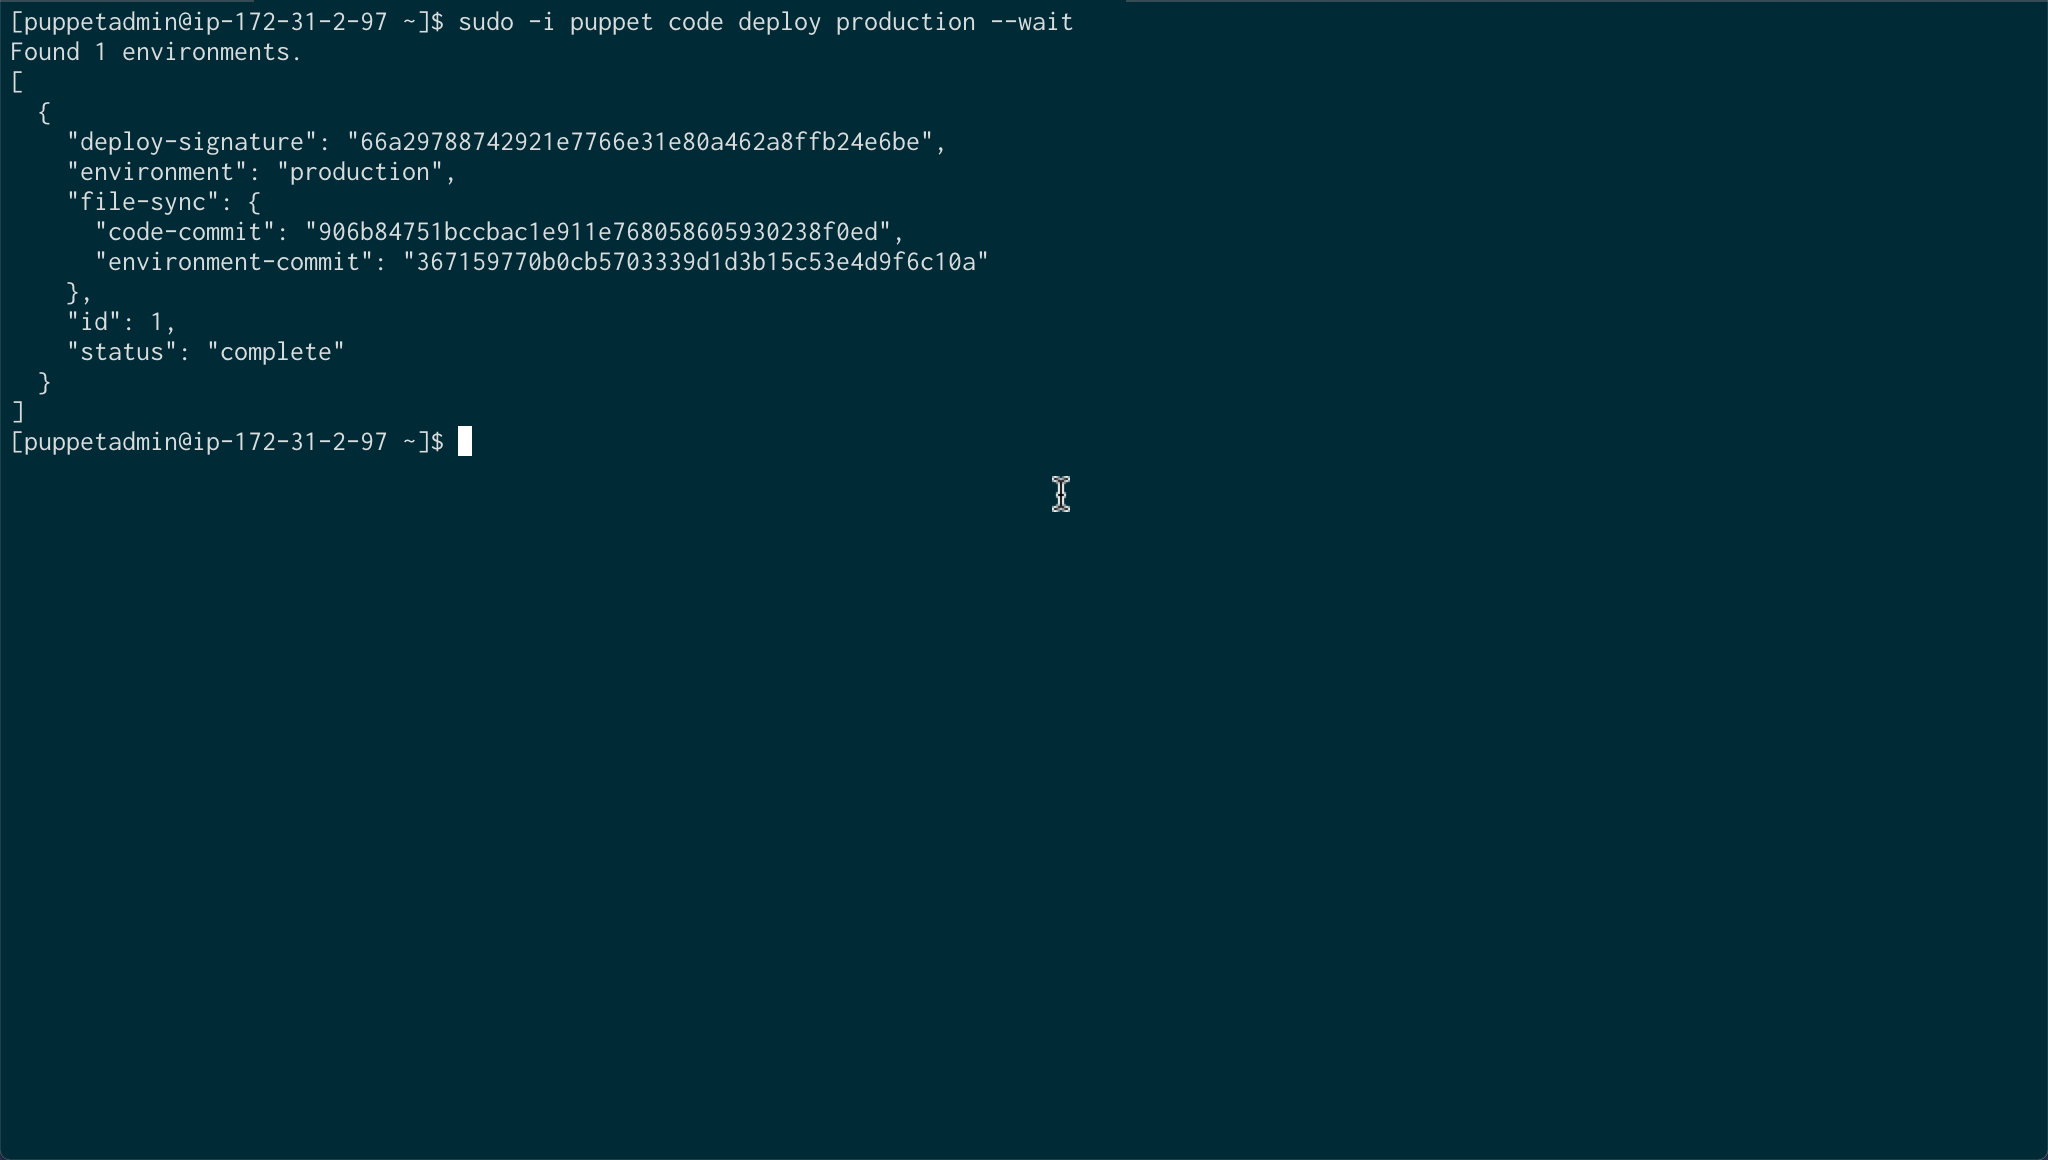 [puppetadmin@ip-172-31-2-97 ~]$ sudo -i puppet code deploy production --wait
Found 1 environments.
[
  {
    "deploy-signature": "66a29788742921e7766e31e80a462a8ffb24e6be",
    "environment": "production",
    "file-sync": {
      "code-commit": "906b84751bccbac1e911e768058605930238f0ed",
      "environment-commit": "367159770b0cb5703339d1d3b15c53e4d9f6c10a"
    },
    "id": 1,
    "status": "complete"
  }
]
[puppetadmin@ip-172-31-2-97 ~]$